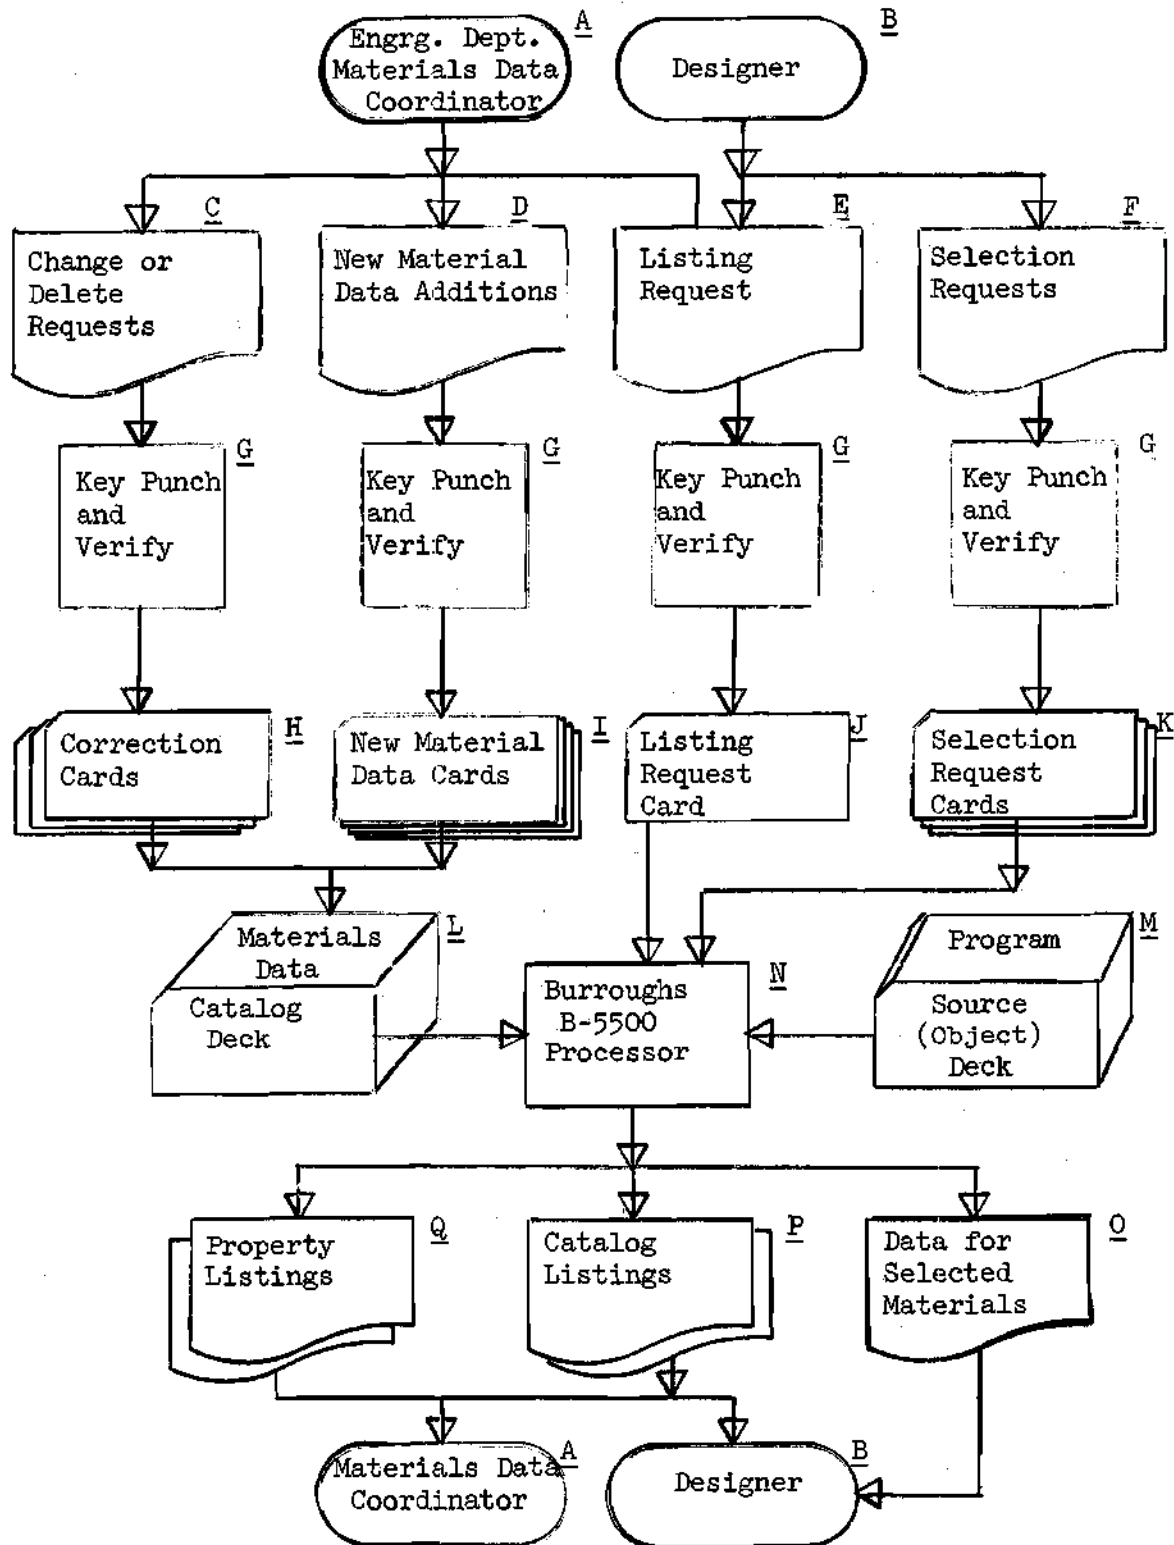 A
Engrg. Dept.
Materials Data
Coordinator
B
Designer
C
Change or
Delete
Requests
D
New Material
Data Additions
E
Listing
Request
F
Selection
Requests
G
Key Punch
and
Verify
G
Key Punch
and
Verify
G
Key Punch
and
Verify
G
Key Punch
and
Verify
H
Correction
Cards
I
New Material
Data Cards
J
Listing
Request
Card
K
Selection
Request
Cards
L
Materials
Data
Catalog
Deck
N
Burroughs
B-5500
Processor
M
Program
Source
(Object)
Deck
Q
Property
Listings
P
Catalog
Listings
O
Data for
Selected
Materials
A
Materials Data
Coordinator
B
Designer